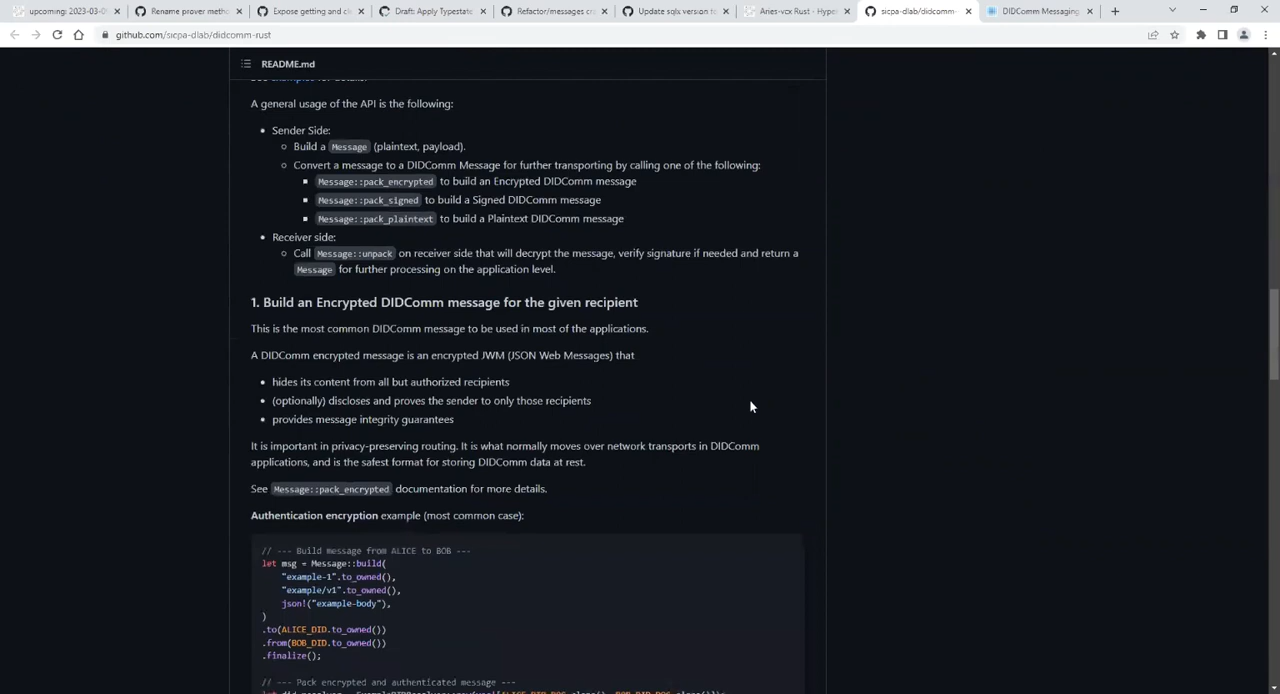 upcoming: 2023-03-0
Rename prover meth
Expose getting and cl
Draft: Apply Typestate
Refactor/messages cra
Update sqlx version fo
Aries-vcx Rust - Hyper
sicpa-dlab/didcomm-
DIDComm Messaging
github.com/sicpa-dlab/didcomm-rust
README.md
See examples for details.
A general usage of the API is the following:
Sender Side:
Build a Message (plaintext, payload).
Convert a message to a DIDComm Message for further transporting by calling one of the following:
Message::pack_encrypted to build an Encrypted DIDComm message
Message::pack_signed to build a Signed DIDComm message
Message::pack_plaintext to build a Plaintext DIDComm message
Receiver side:
Call Message::unpack on receiver side that will decrypt the message, verify signature if needed and return a
Message for further processing on the application level.
1. Build an Encrypted DIDComm message for the given recipient
This is the most common DIDComm message to be used in most of the applications.
A DIDComm encrypted message is an encrypted JWM (JSON Web Messages) that
hides its content from all but authorized recipients
(optionally) discloses and proves the sender to only those recipients
provides message integrity guarantees
It is important in privacy-preserving routing. It is what normally moves over network transports in DIDComm
applications, and is the safest format for storing DIDComm data at rest.
See Message::pack_encrypted documentation for more details.
Authentication encryption example (most common case):
// --- Build message from ALICE to BOB ---
let msg = Message::build(
"example-1".to_owned(),
"example/v1".to_owned(),
json!("example-body"),
)
.to(ALICE_DID.to_owned())
.from(BOB_DID.to_owned())
.finalize();
// --- Pack encrypted and authenticated message ---